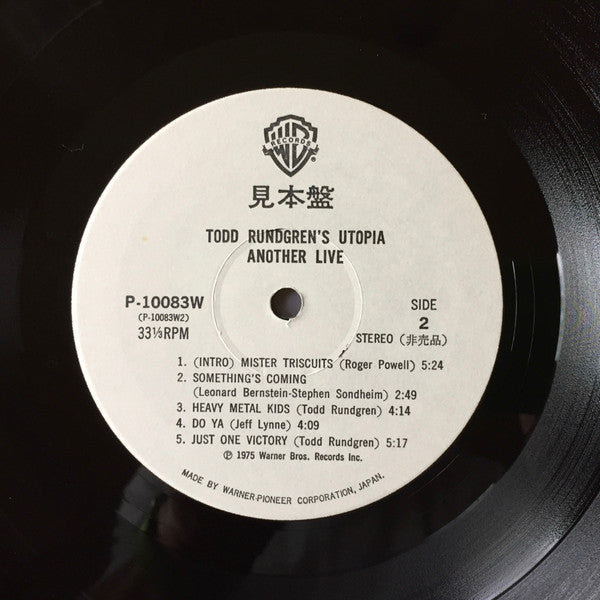 WB
RECORDS
®
見本盤
TODD RUNDGREN'S UTOPIA
ANOTHER LIVE
P-10083W
(P-10083W2)
33⅓RPM
SIDE
2
STEREO (非売品)
1. (INTRO) MISTER TRISCUITS (Roger Powell) 5:24
2. SOMETHING'S COMING
(Leonard Bernstein-Stephen Sondheim) 2:49
3. HEAVY METAL KIDS (Todd Rundgren) 4:14
4. DO YA (Jeff Lynne) 4:09
5. JUST ONE VICTORY (Todd Rundgren) 5:17
℗ 1975 Warner Bros. Records Inc.
MADE BY WARNER-PIONEER CORPORATION, JAPAN.